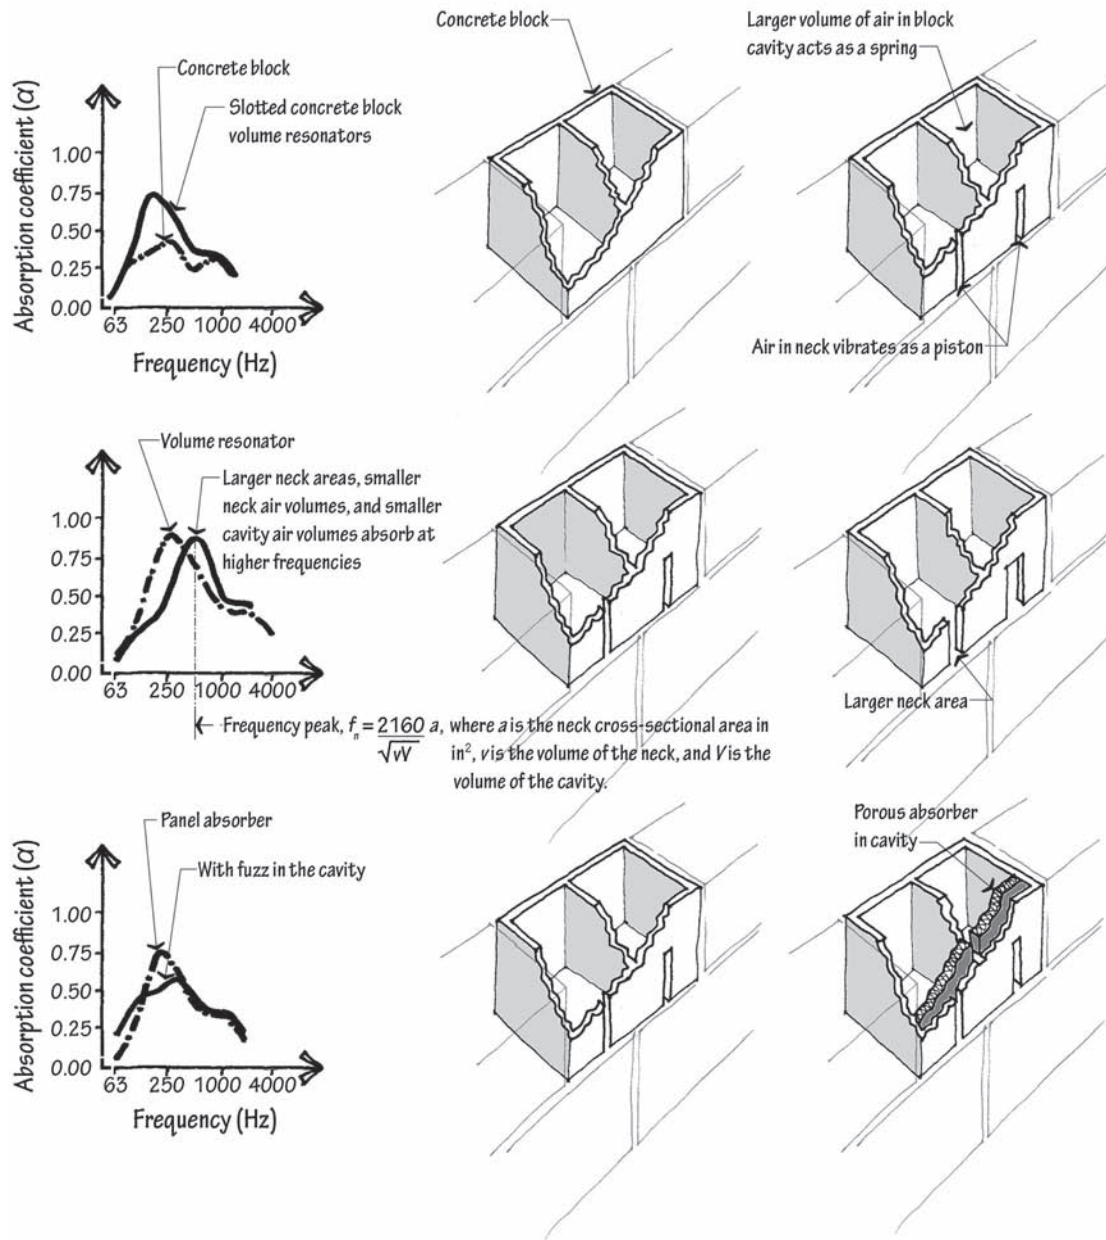 Concrete block
Larger volume of air in block
cavity acts as a spring
Absorption coefficient (α)
Concrete block
Slotted concrete block
volume resonators
1.00
0.75
0.50
0.25
0.00
63 250 1000 4000
Frequency (Hz)
Air in neck vibrates as a piston
Volume resonator
Larger neck areas, smaller
neck air volumes, and smaller
cavity air volumes absorb at
higher frequencies
1.00
0.75
0.50
0.25
0.00
63 250 1000 4000
Larger neck area
Frequency peak, fₙ = 2160/√vV a, where a is the neck cross-sectional area in
in², v is the volume of the neck, and V is the
volume of the cavity.
Absorption coefficient (α)
Panel absorber
With fuzz in the cavity
Porous absorber
in cavity
1.00
0.75
0.50
0.25
0.00
63 250 1000 4000
Frequency (Hz)